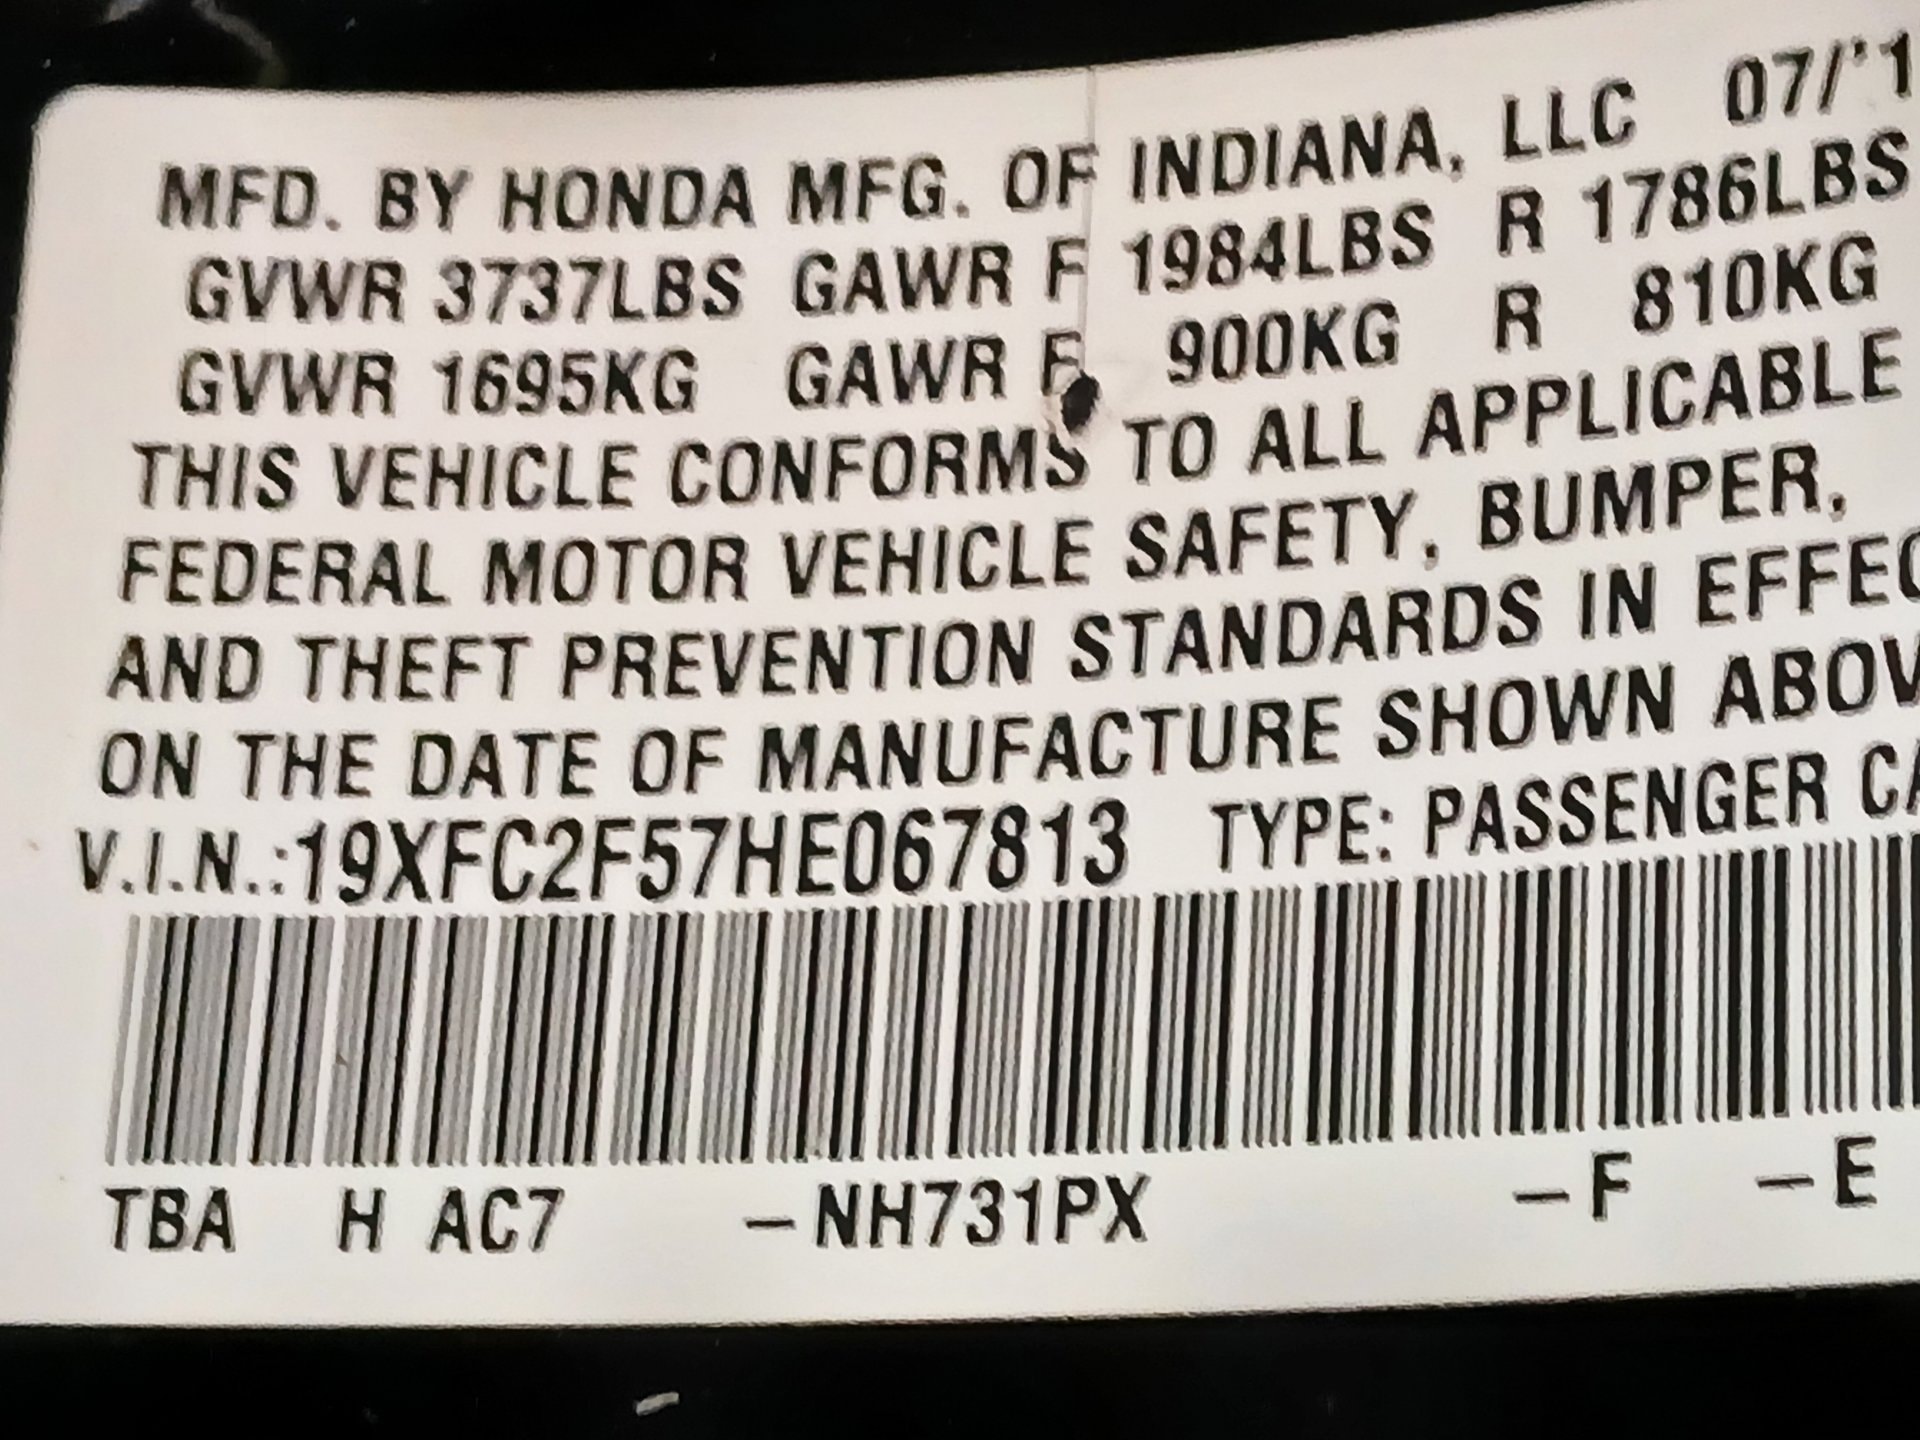 MFD. BY HONDA MFG. OF INDIANA, LLC 07/'1
GVWR 3737LBS GAWR F 1984LBS R 1786LBS
GVWR 1695KG GAWR F 900KG R 810KG
THIS VEHICLE CONFORMS TO ALL APPLICABLE
FEDERAL MOTOR VEHICLE SAFETY, BUMPER,
AND THEFT PREVENTION STANDARDS IN EFFEC
ON THE DATE OF MANUFACTURE SHOWN ABOV
V.I.N.:19XFC2F57HE067813 TYPE: PASSENGER CA
TBA H AC7 –NH731PX –F –E